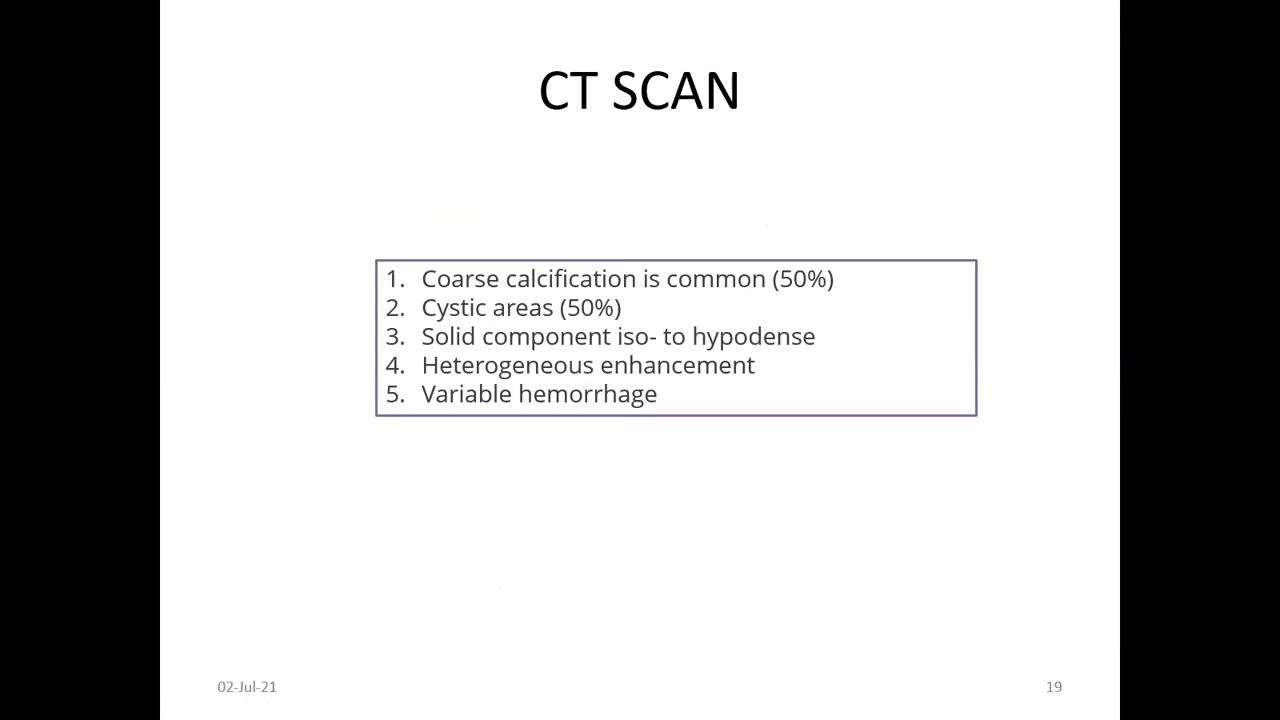 CT SCAN
1. Coarse calcification is common (50%)
2. Cystic areas (50%)
3. Solid component iso- to hypodense
4. Heterogeneous enhancement
5. Variable hemorrhage
02-Jul-21
19